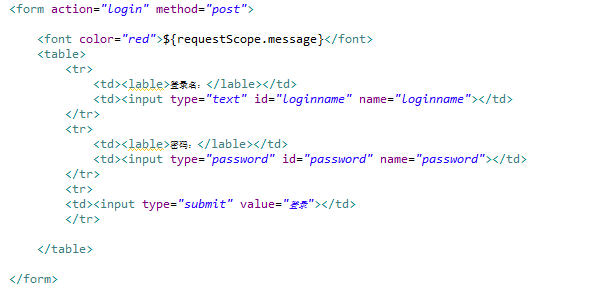 <form action="login" method="post">
<font color="red">${requestScope.message}</font>
<table>
<tr>
<td><lable>登录名：</lable></td>
<td><input type="text" id="loginname" name="loginname"></td>
</tr>
<tr>
<td><lable>密码：</lable></td>
<td><input type="password" id="password" name="password"></td>
</tr>
<tr>
<td><input type="submit" value="登录"></td>
</tr>
</table>
</form>